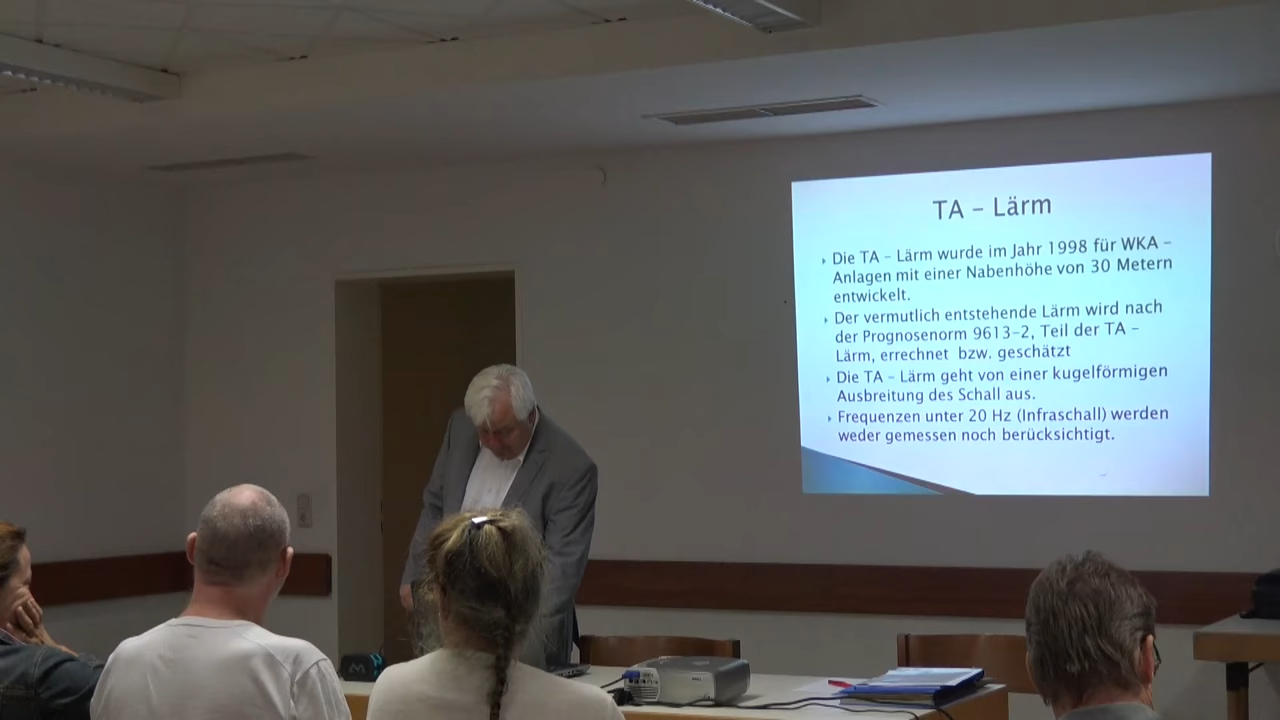 TA – Lärm
Die TA – Lärm wurde im Jahr 1998 für WKA –
Anlagen mit einer Nabenhöhe von 30 Metern
entwickelt.
Der vermutlich entstehende Lärm wird nach
der Prognosenorm 9613-2, Teil der TA –
Lärm, errechnet bzw. geschätzt
Die TA – Lärm geht von einer kugelförmigen
Ausbreitung des Schall aus.
Frequenzen unter 20 Hz (Infraschall) werden
weder gemessen noch berücksichtigt.